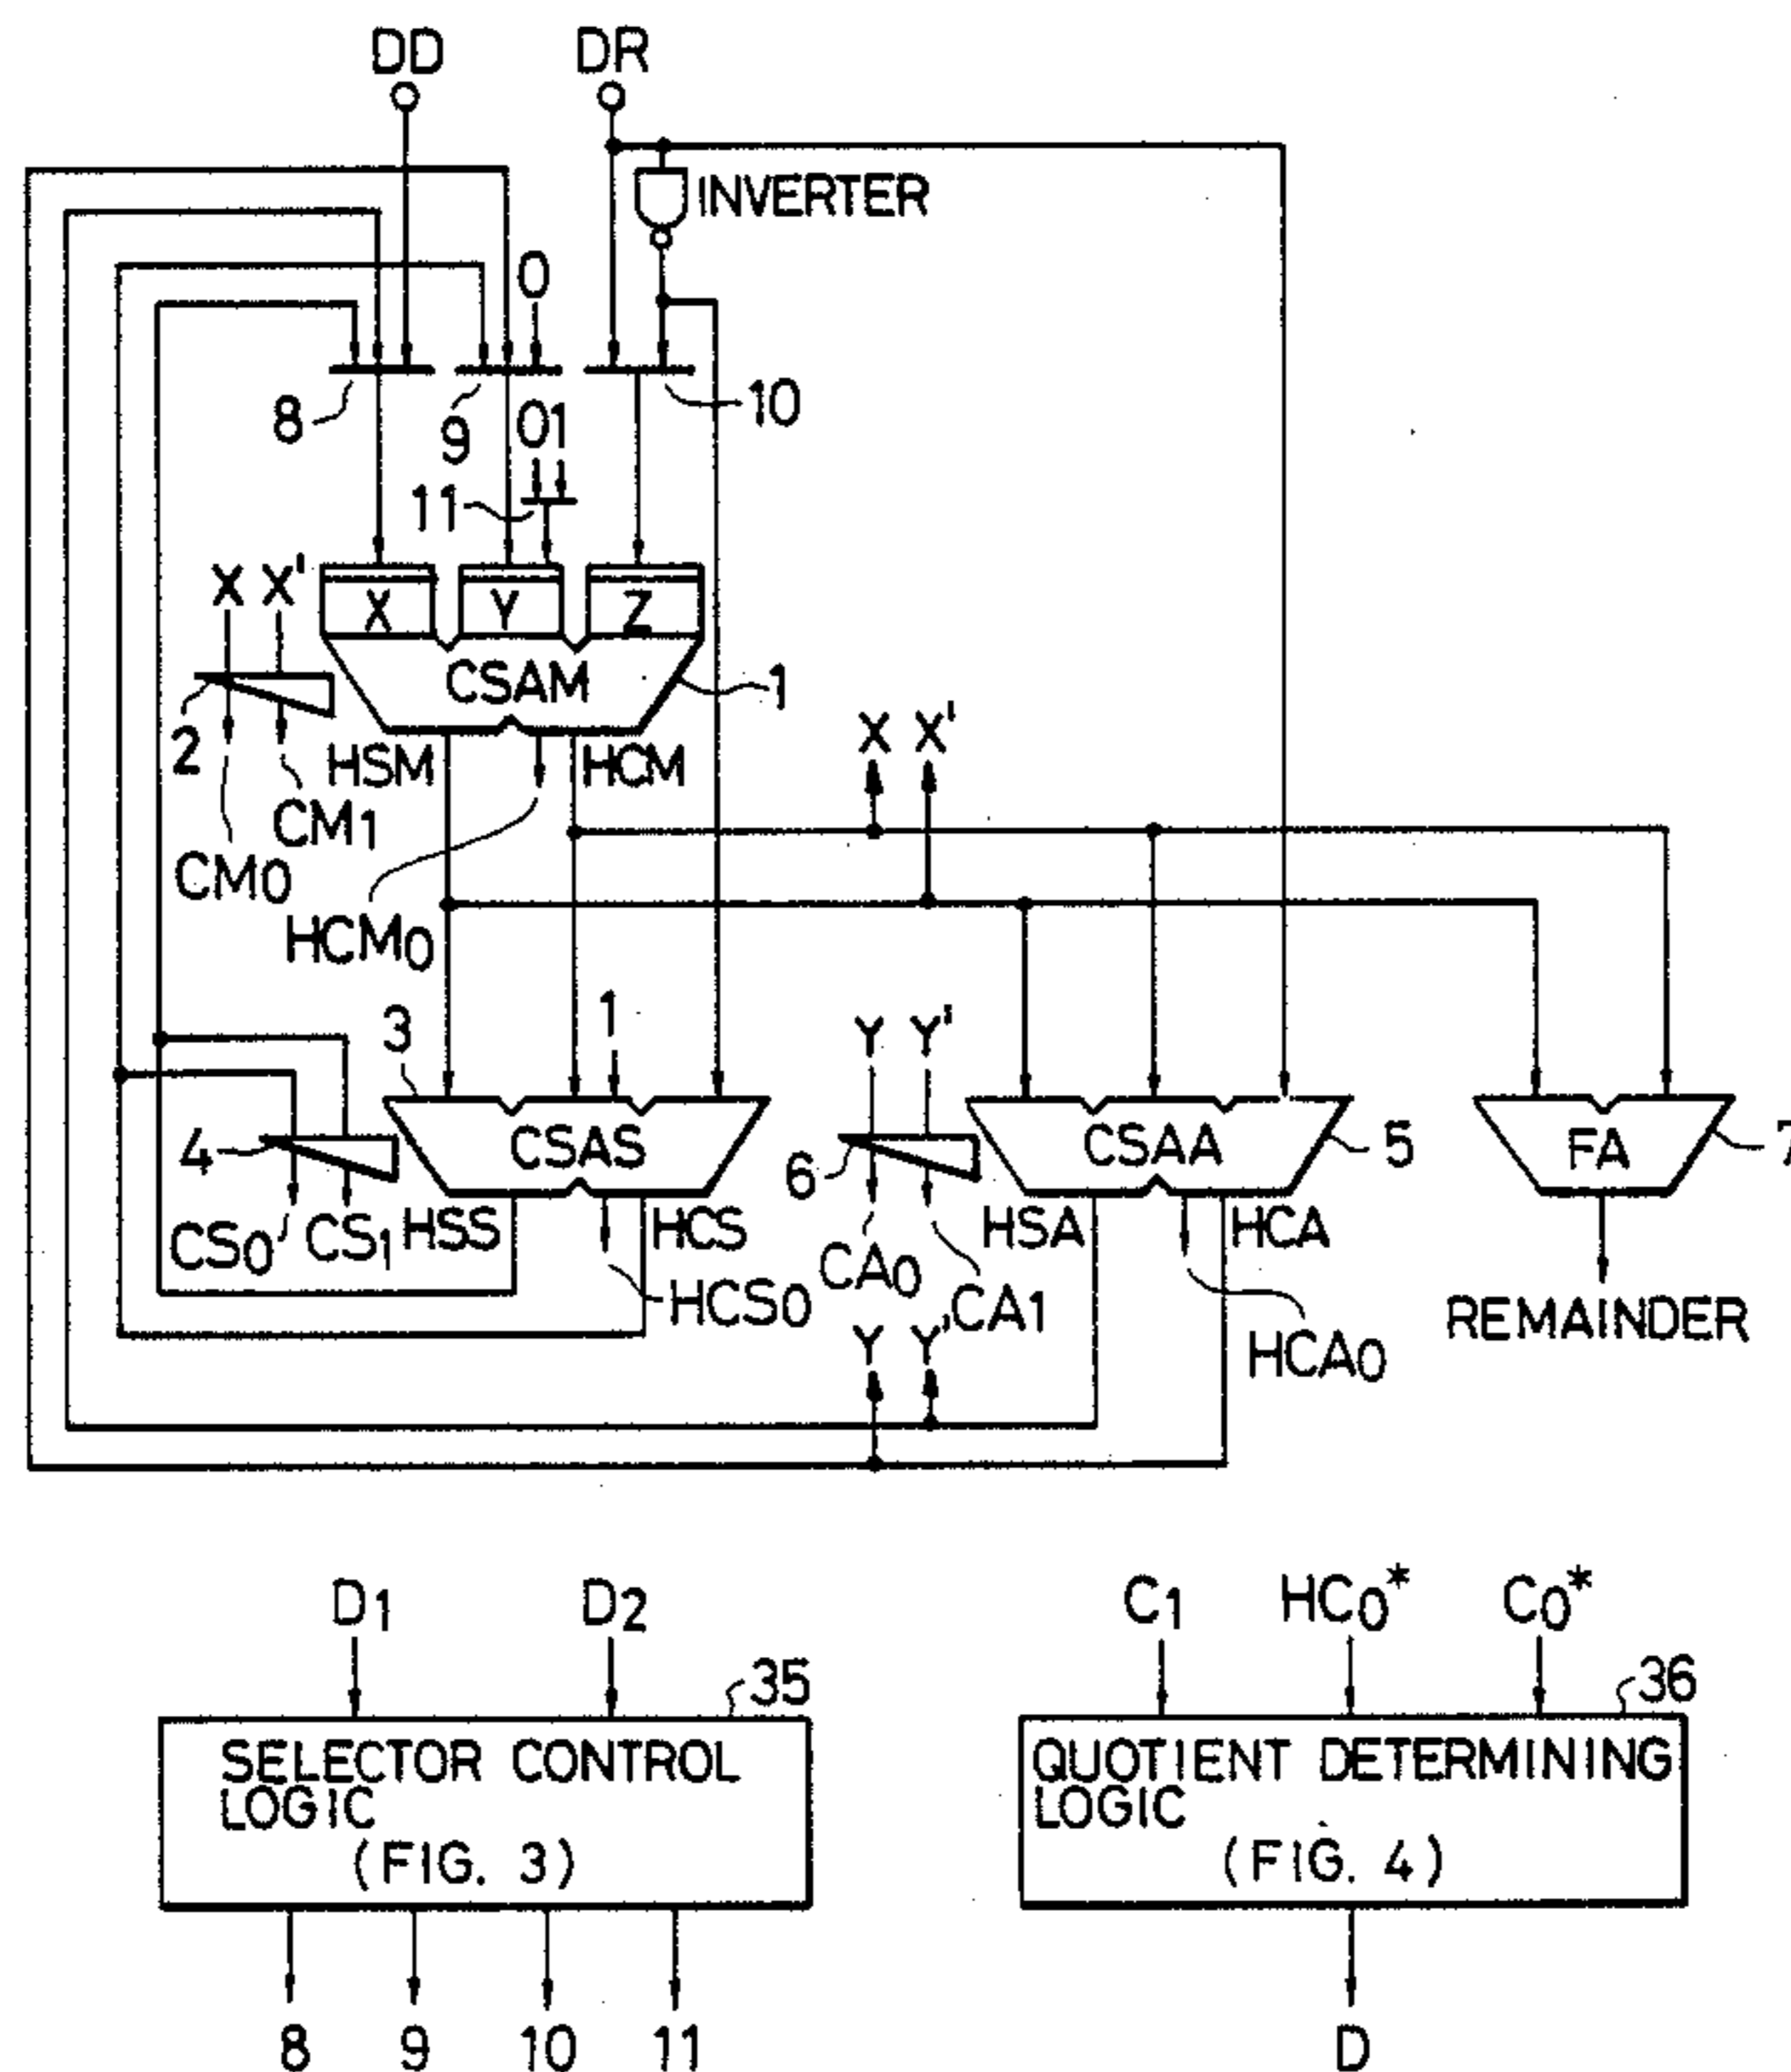 DD DR
INVERTER
0
8 9 01 10
11
X X' X Y Z
CSAM 1
2 HSM HCM X X'
CM1
CM0
HCM0
3 1 Y Y'
4 CSAS 6 CSAA 5 FA 7
CS0 CS1 HSS HCS CA0 HSA HCA
HCS0 CA1 REMAINDER
Y Y' HCA0
D1 D2 C1 HC0* C0*
35 36
SELECTOR CONTROL
LOGIC
(FIG. 3)
QUOTIENT DETERMINING
LOGIC
(FIG. 4)
8 9 10 11 D